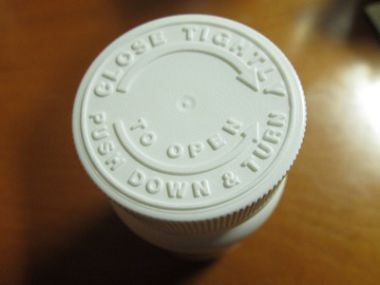 CLOSE TIGHTLY
TO OPEN
PUSH DOWN & TURN